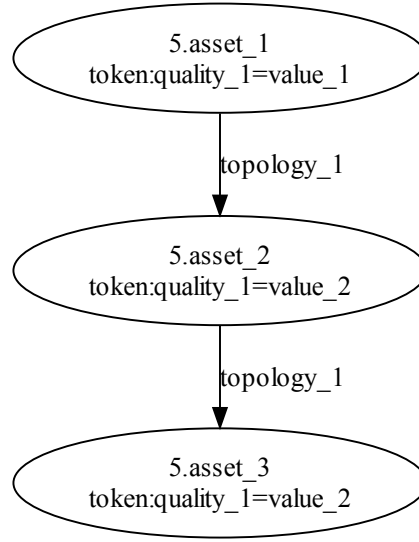 5.asset_1
token:quality_1=value_1
topology_1
5.asset_2
token:quality_1=value_2
topology_1
5.asset_3
token:quality_1=value_2